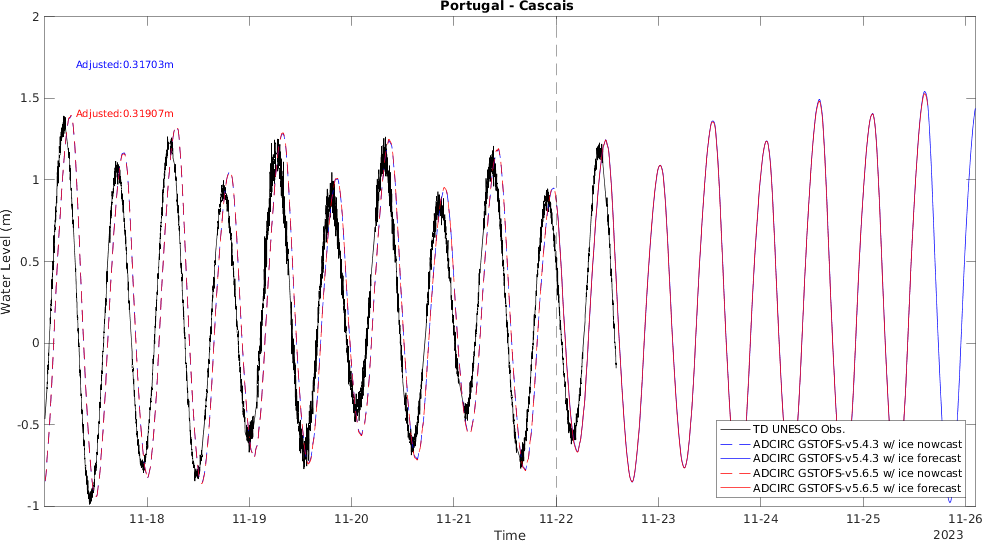 Portugal - Cascais
2
Adjusted:0.31703m
1.5
Adjusted:0.31907m
1
0.5
0
-0.5
-1
Water Level (m)
TD UNESCO Obs.
ADCIRC GSTOFS-v5.4.3 w/ ice nowcast
ADCIRC GSTOFS-v5.4.3 w/ ice forecast
ADCIRC GSTOFS-v5.6.5 w/ ice nowcast
ADCIRC GSTOFS-v5.6.5 w/ ice forecast
11-18 11-19 11-20 11-21 11-22 11-23 11-24 11-25 11-26
Time
2023